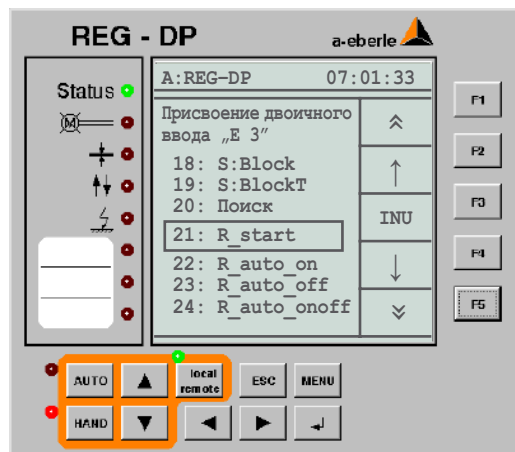 REG - DP
a-eberle
Status
M
A:REG-DP 07:01:33
Присвоение двоичного
ввода „E 3”
18: S:Block
19: S:BlockT
20: Поиск
21: R_start
22: R_auto_on
23: R_auto_off
24: R_auto_onoff
INU
F1
F2
F3
F4
F5
AUTO
local
remote
ESC
MENU
HAND